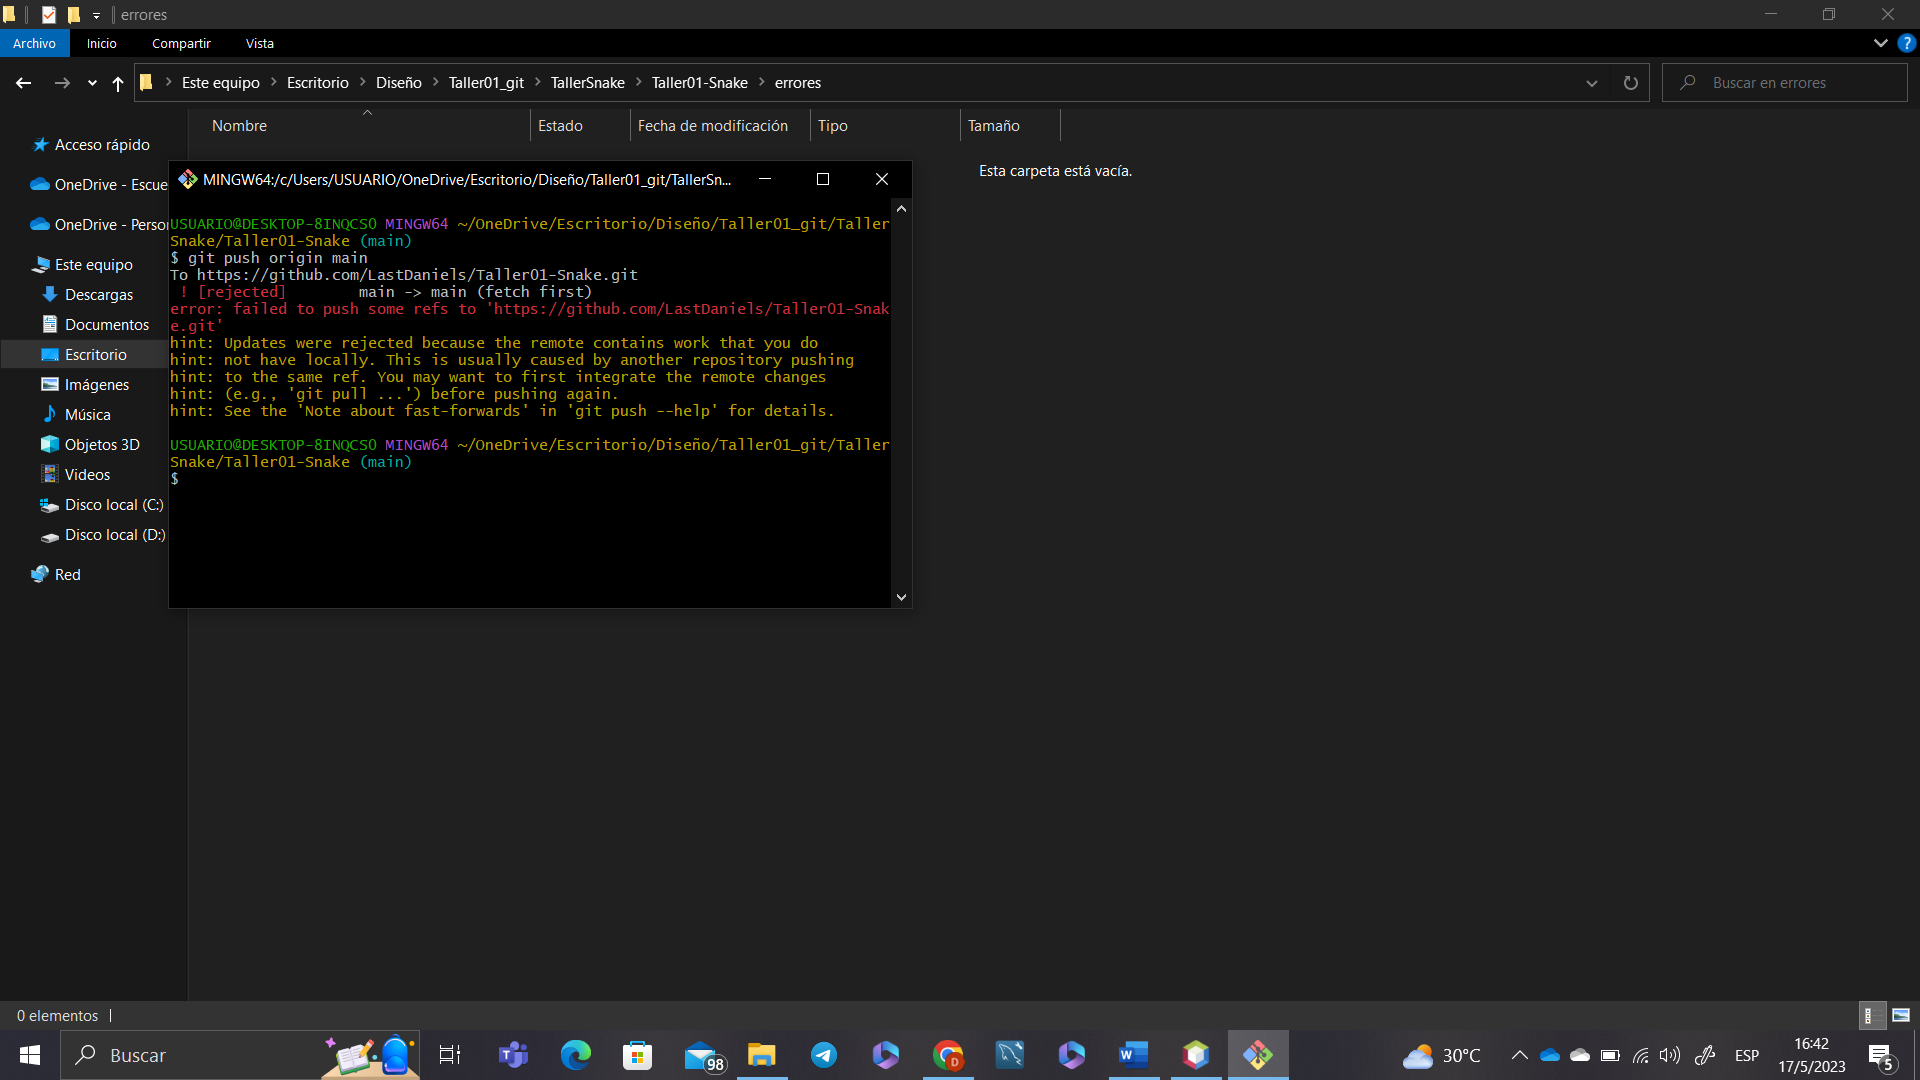 errores
Archivo Inicio Compartir Vista
Este equipo Escritorio Diseño Taller01_git TallerSnake Taller01-Snake errores
Buscar en errores
Nombre Estado Fecha de modificación Tipo Tamaño
Esta carpeta está vacía.
Acceso rápido
OneDrive - Escue
OneDrive - Person
Este equipo
Descargas
Documentos
Escritorio
Imágenes
Música
Objetos 3D
Videos
Disco local (C:)
Disco local (D:)
Red
MINGW64:/c/Users/USUARIO/OneDrive/Escritorio/Diseño/Taller01_git/TallerSn...
USUARIO@DESKTOP-8INQCSO MINGW64 ~/OneDrive/Escritorio/Diseño/Taller01_git/Taller
Snake/Taller01-Snake (main)
$ git push origin main
To https://github.com/LastDaniels/Taller01-Snake.git
! [rejected] main -> main (fetch first)
error: failed to push some refs to 'https://github.com/LastDaniels/Taller01-Snak
e.git'
hint: Updates were rejected because the remote contains work that you do
hint: not have locally. This is usually caused by another repository pushing
hint: to the same ref. You may want to first integrate the remote changes
hint: (e.g., 'git pull ...') before pushing again.
hint: See the 'Note about fast-forwards' in 'git push --help' for details.
USUARIO@DESKTOP-8INQCSO MINGW64 ~/OneDrive/Escritorio/Diseño/Taller01_git/Taller
Snake/Taller01-Snake (main)
$
0 elementos
Buscar
98
D
W
30°C
ESP
16:42
17/5/2023
5